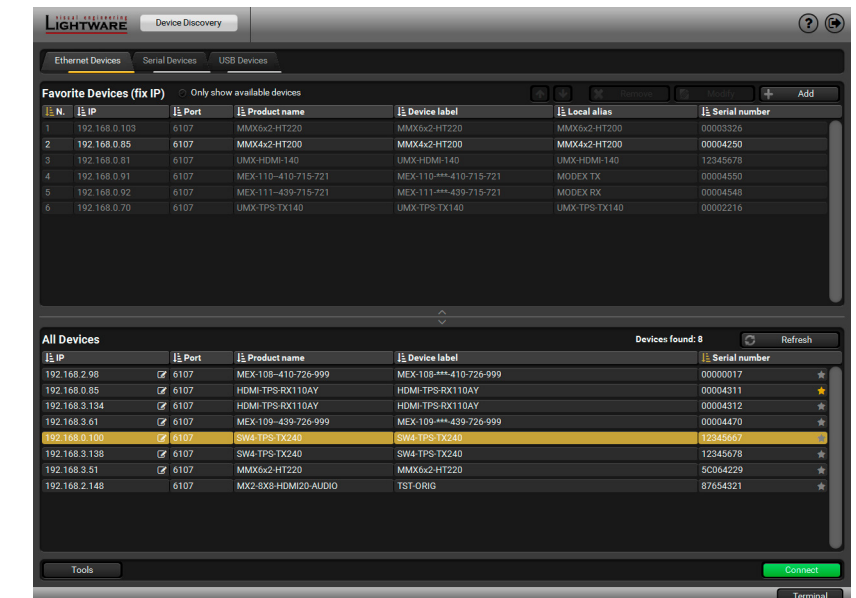 visual engineering
LIGHTWARE Device Discovery ?
Ethernet Devices Serial Devices USB Devices
Favorite Devices (fix IP) Only show available devices Remove Modify Add
N. IP Port Product name Device label Local alias Serial number
1 192.168.0.103 6107 MMX6x2-HT220 MMX6x2-HT220 MMX6x2-HT200 00003326
2 192.168.0.85 6107 MMX4x2-HT200 MMX4x2-HT200 MMX4x2-HT200 00004250
3 192.168.0.81 6107 UMX-HDMI-140 UMX-HDMI-140 UMX-HDMI-140 12345678
4 192.168.0.91 6107 MEX-110--410-715-721 MEX-110-***-410-715-721 MODEX TX 00004550
5 192.168.0.92 6107 MEX-111--439-715-721 MEX-111-***-439-715-721 MODEX RX 00004548
6 192.168.0.70 6107 UMX-TPS-TX140 UMX-TPS-TX140 UMX-TPS-TX140 00002216
All Devices Devices found: 8 Refresh
IP Port Product name Device label Serial number
192.168.2.98 6107 MEX-108--410-726-999 MEX-108-***-410-726-999 00000017
192.168.0.85 6107 HDMI-TPS-RX110AY HDMI-TPS-RX110AY 00004311
192.168.3.134 6107 HDMI-TPS-RX110AY HDMI-TPS-RX110AY 00004312
192.168.3.61 6107 MEX-109--439-726-999 MEX-109-***-439-726-999 00004470
192.168.0.100 6107 SW4-TPS-TX240 SW4-TPS-TX240 12345667
192.168.3.138 6107 SW4-TPS-TX240 SW4-TPS-TX240 12345678
192.168.3.51 6107 MMX6x2-HT220 MMX6x2-HT220 5C064229
192.168.2.148 6107 MX2-8X8-HDMI20-AUDIO TST-ORIG 87654321
Tools Connect
Terminal